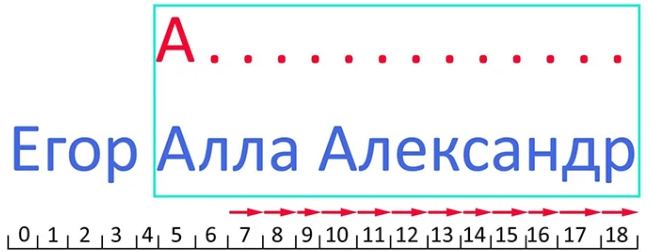 А.............
Егор Алла Александр
0 1 2 3 4 5 6 7 8 9 10 11 12 13 14 15 16 17 18